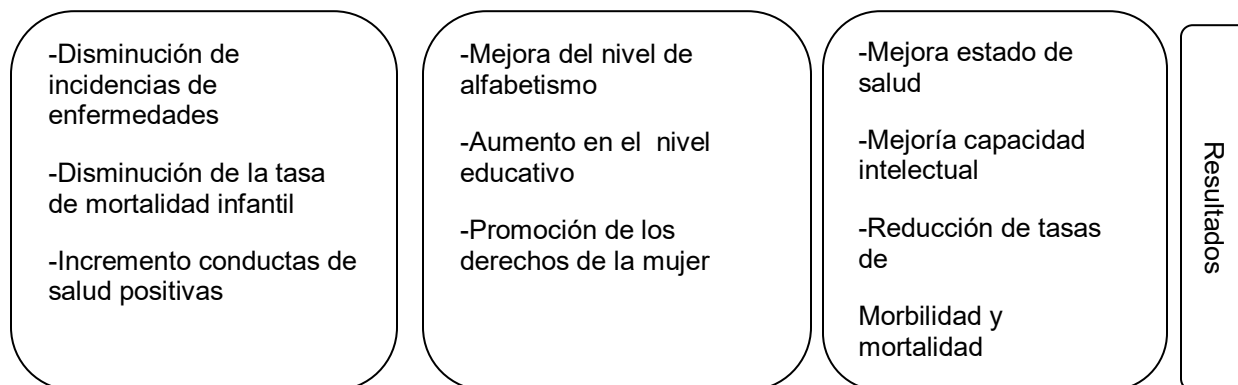 -Disminución de
incidencias de
enfermedades
-Disminución de la tasa
de mortalidad infantil
-Incremento conductas de
salud positivas
-Mejora del nivel de
alfabetismo
-Aumento en el  nivel
educativo
-Promoción de los
derechos de la mujer
-Mejora estado de
salud
-Mejoría capacidad
intelectual
-Reducción de tasas
de
Morbilidad y
mortalidad
Resultados